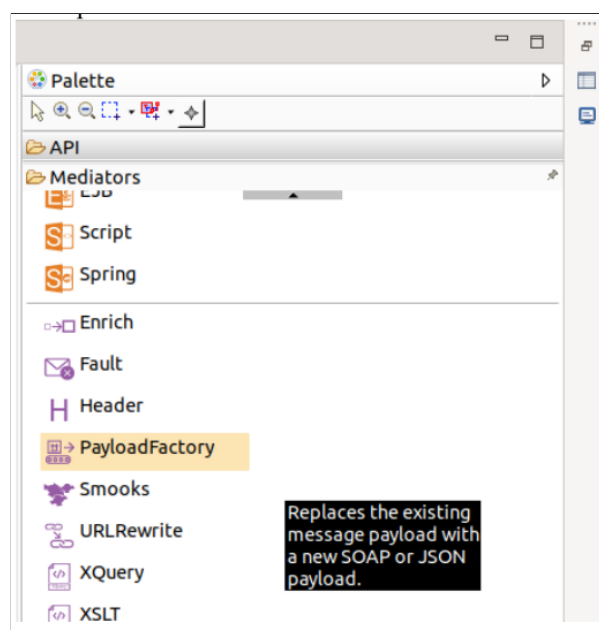 Palette
API
Mediators
EJB
Script
Spring
Enrich
Fault
Header
PayloadFactory
Smooks
Replaces the existing
message payload with
a new SOAP or JSON
payload.
URLRewrite
XQuery
XSLT